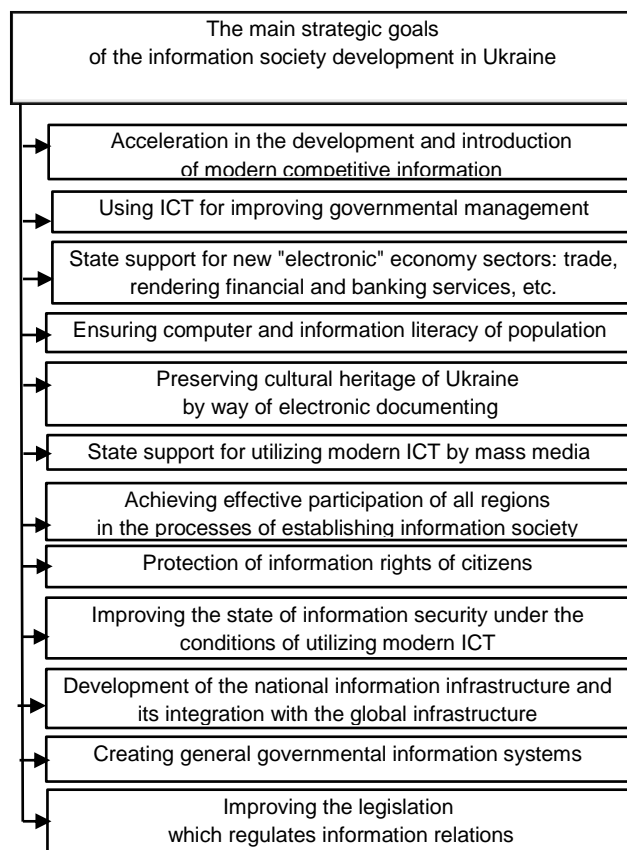 The main strategic goals
of the information society development in Ukraine
Acceleration in the development and introduction
of modern competitive information
Using ICT for improving governmental management
State support for new "electronic" economy sectors: trade,
rendering financial and banking services, etc.
Ensuring computer and information literacy of population
Preserving cultural heritage of Ukraine
by way of electronic documenting
State support for utilizing modern ICT by mass media
Achieving effective participation of all regions
in the processes of establishing information society
Protection of information rights of citizens
Improving the state of information security under the
conditions of utilizing modern ICT
Development of the national information infrastructure and
its integration with the global infrastructure
Creating general governmental information systems
Improving the legislation
which regulates information relations